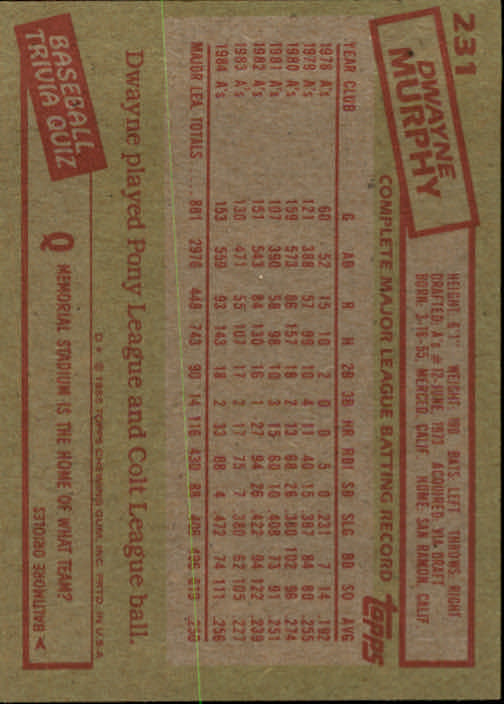 231
DWAYNE
MURPHY
HEIGHT: 6'1" WEIGHT: 180 BATS: LEFT THROWS: RIGHT
DRAFTED: A's #12-JUNE, 1973 ACQUIRED: VIA DRAFT
BORN: 3-18-55, MERCED, CALIF HOME: SAN RAMON, CALIF
COMPLETE MAJOR LEAGUE BATTING RECORD topps
YEAR CLUB G AB R H 2B 3B HR RBI SB SLG BB SO AVG
1978 A's 60 52 15 10 2 0 0 5 0 .231 7 14 .192
1979 A's 121 388 57 99 10 4 11 40 15 .387 84 80 .255
1980 A's 159 573 86 157 18 2 13 68 26 .380 102 96 .274
1981 A's 107 390 58 98 10 3 15 60 10 .408 73 91 .251
1982 A's 151 543 84 130 16 1 27 94 26 .422 94 122 .239
1983 A's 130 471 55 107 17 2 17 75 7 .380 62 105 .227
1984 A's 153 559 93 143 18 2 33 88 4 .472 74 111 .256
MAJOR LEA. TOTALS 881 2976 448 743 90 14 116 430 88
Dwayne played Pony League and Colt League ball.
BASEBALL
TRIVIA QUIZ
D* © 1985 TOPPS CHEWING GUM, INC. PRTD. IN U.S.A.
Q MEMORIAL STADIUM IS THE HOME OF WHAT TEAM?
A BALTIMORE ORIOLES